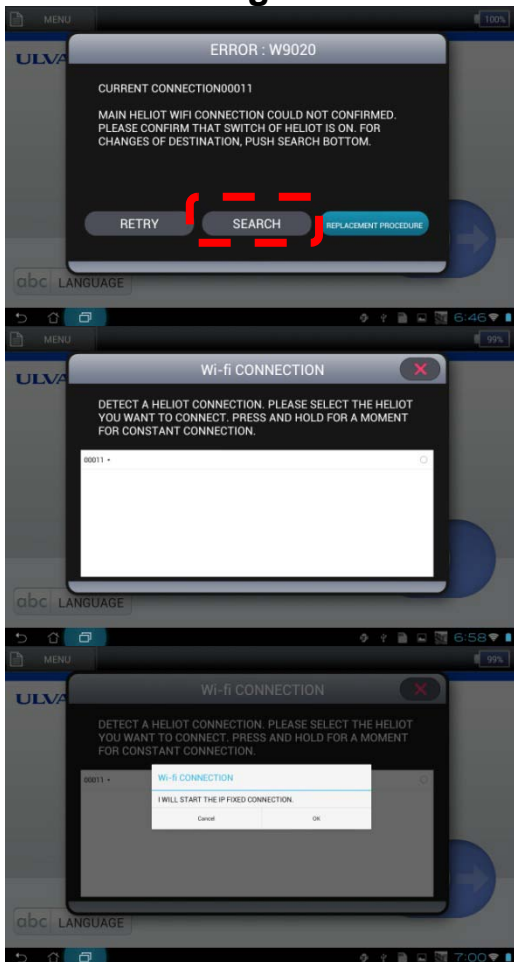 MENU
100%
ULVA
ERROR : W9020
CURRENT CONNECTION00011
MAIN HELIOT WIFI CONNECTION COULD NOT CONFIRMED.
PLEASE CONFIRM THAT SWITCH OF HELIOT IS ON. FOR
CHANGES OF DESTINATION, PUSH SEARCH BOTTOM.
RETRY
SEARCH
REPLACEMENT PROCEDURE
abc LANGUAGE
6:46
MENU
99%
ULVA
Wi-fi CONNECTION
DETECT A HELIOT CONNECTION. PLEASE SELECT THE HELIOT
YOU WANT TO CONNECT. PRESS AND HOLD FOR A MOMENT
FOR CONSTANT CONNECTION.
00011 •
abc LANGUAGE
6:58
MENU
99%
ULVA
Wi-fi CONNECTION
DETECT A HELIOT CONNECTION. PLEASE SELECT THE HELIOT
YOU WANT TO CONNECT. PRESS AND HOLD FOR A MOMENT
FOR CONSTANT CONNECTION.
00011 •
Wi-fi CONNECTION
I WILL START THE IP FIXED CONNECTION.
Cancel
OK
abc LANGUAGE
7:00